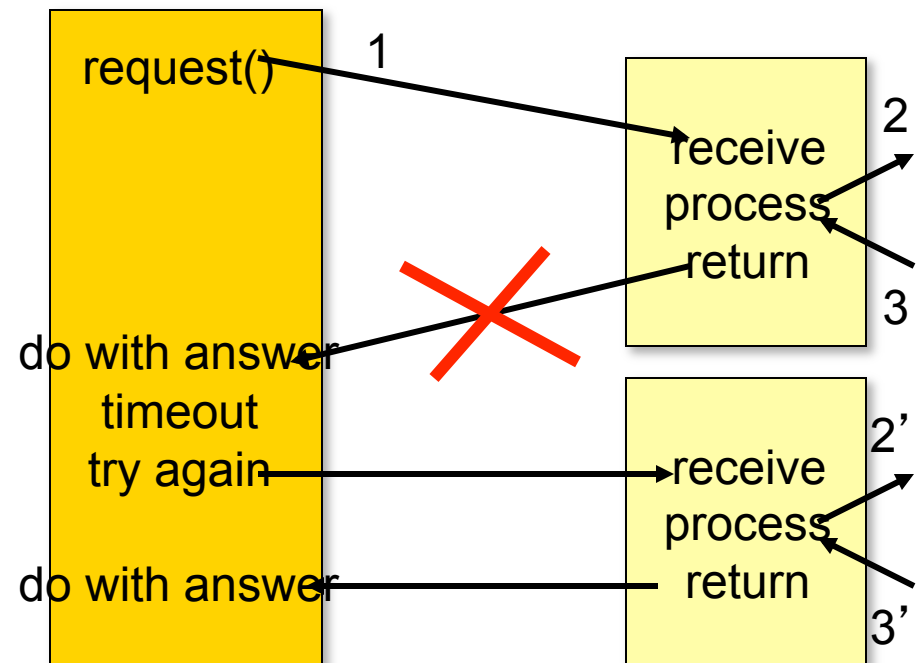 request()
1
receive
process
return
2
3
do with answer
timeout
try again
do with answer
receive
process
return
2’
3’